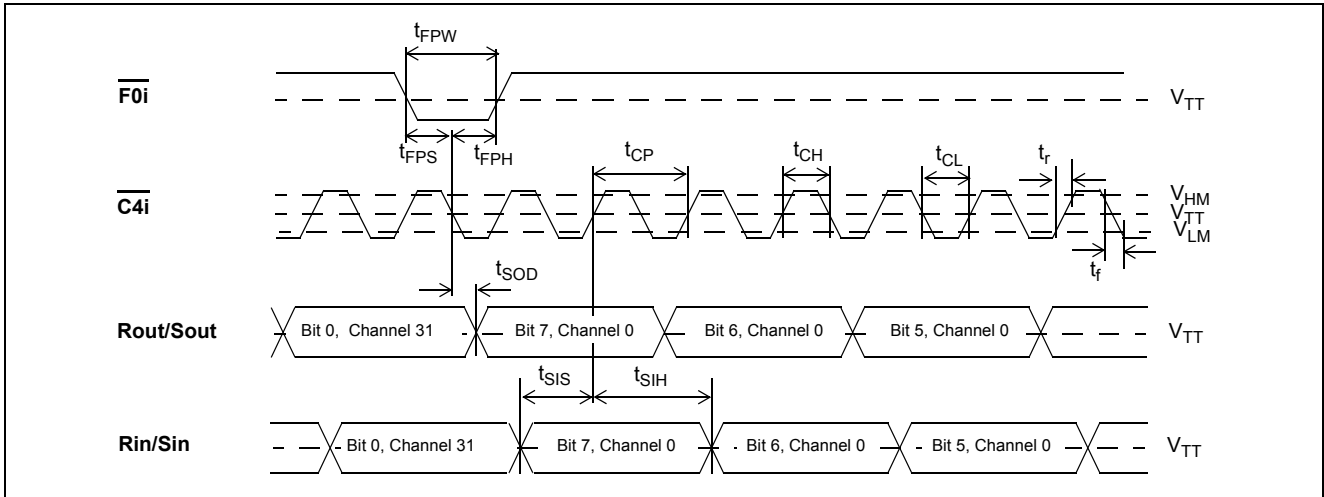 tFPW
F0i
VTT
tFPS tFPH tCP tCH tCL tr
C4i
VHM
VTT
VLM
tSOD tf
Rout/Sout Bit 0, Channel 31 Bit 7, Channel 0 Bit 6, Channel 0 Bit 5, Channel 0 VTT
tSIS tSIH
Rin/Sin Bit 0, Channel 31 Bit 7, Channel 0 Bit 6, Channel 0 Bit 5, Channel 0 VTT